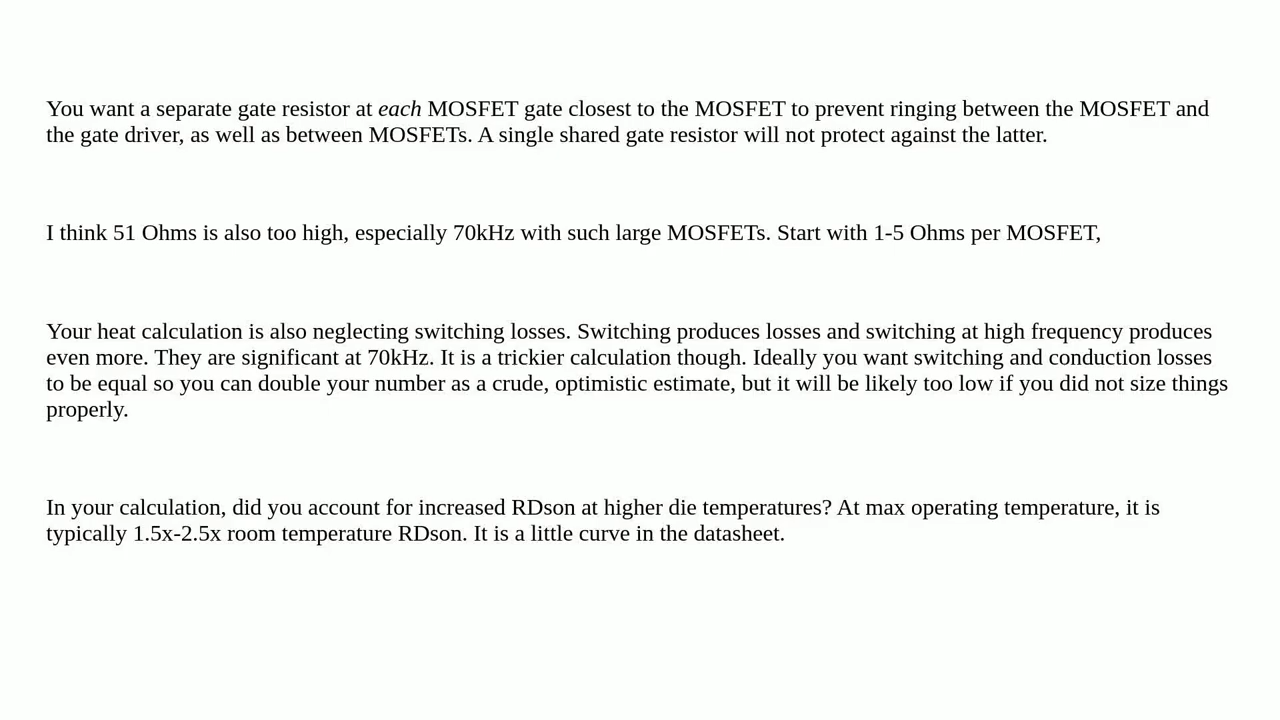 You want a separate gate resistor at each MOSFET gate closest to the MOSFET to prevent ringing between the MOSFET and
the gate driver, as well as between MOSFETs. A single shared gate resistor will not protect against the latter.
I think 51 Ohms is also too high, especially 70kHz with such large MOSFETs. Start with 1-5 Ohms per MOSFET,
Your heat calculation is also neglecting switching losses. Switching produces losses and switching at high frequency produces
even more. They are significant at 70kHz. It is a trickier calculation though. Ideally you want switching and conduction losses
to be equal so you can double your number as a crude, optimistic estimate, but it will be likely too low if you did not size things
properly.
In your calculation, did you account for increased RDson at higher die temperatures? At max operating temperature, it is
typically 1.5x-2.5x room temperature RDson. It is a little curve in the datasheet.